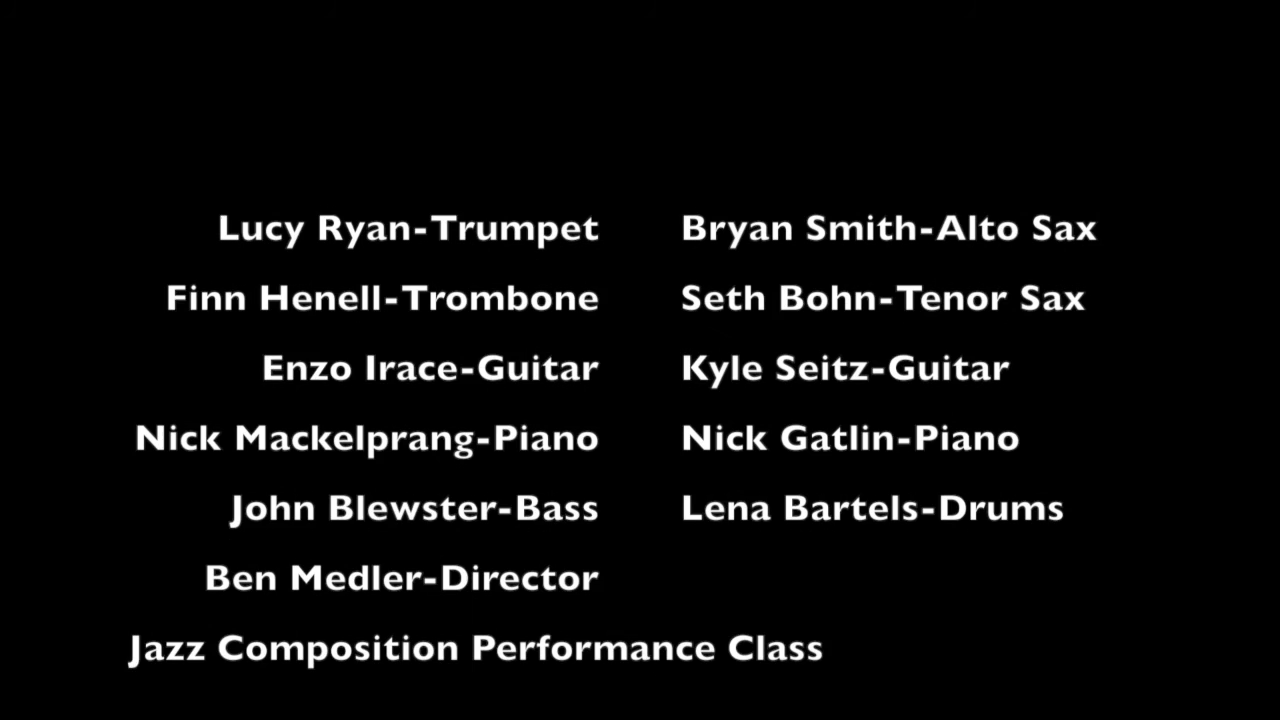 Lucy Ryan-Trumpet Bryan Smith-Alto Sax
Finn Henell-Trombone Seth Bohn-Tenor Sax
Enzo Irace-Guitar Kyle Seitz-Guitar
Nick Mackelprang-Piano Nick Gatlin-Piano
John Blewster-Bass Lena Bartels-Drums
Ben Medler-Director
Jazz Composition Performance Class